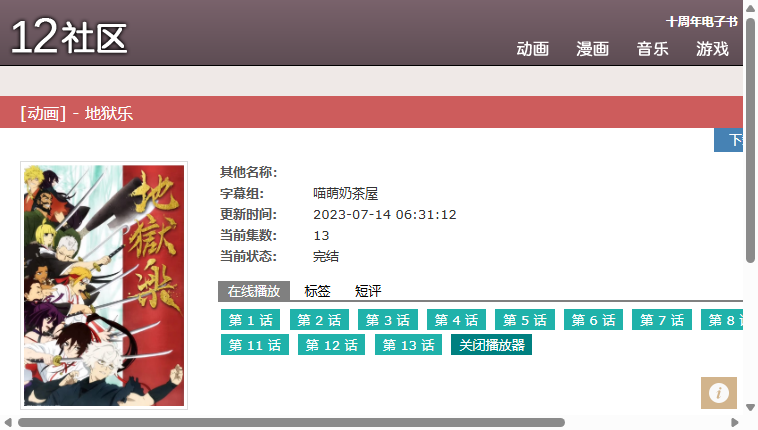 12社区
十周年电子书
动画 漫画 音乐 游戏
[动画] - 地狱乐
地獄楽
其他名称:
字幕组: 喵萌奶茶屋
更新时间: 2023-07-14 06:31:12
当前集数: 13
当前状态: 完结
在线播放 标签 短评
第 1 话 第 2 话 第 3 话 第 4 话 第 5 话 第 6 话 第 7 话 第 8
第 11 话 第 12 话 第 13 话 关闭播放器
i